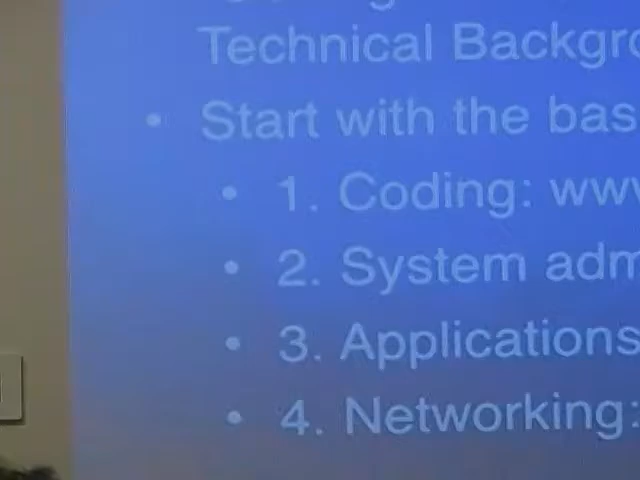 Technical Backgro
• Start with the bas
• 1. Coding: www
• 2. System adm
• 3. Applications
• 4. Networking: